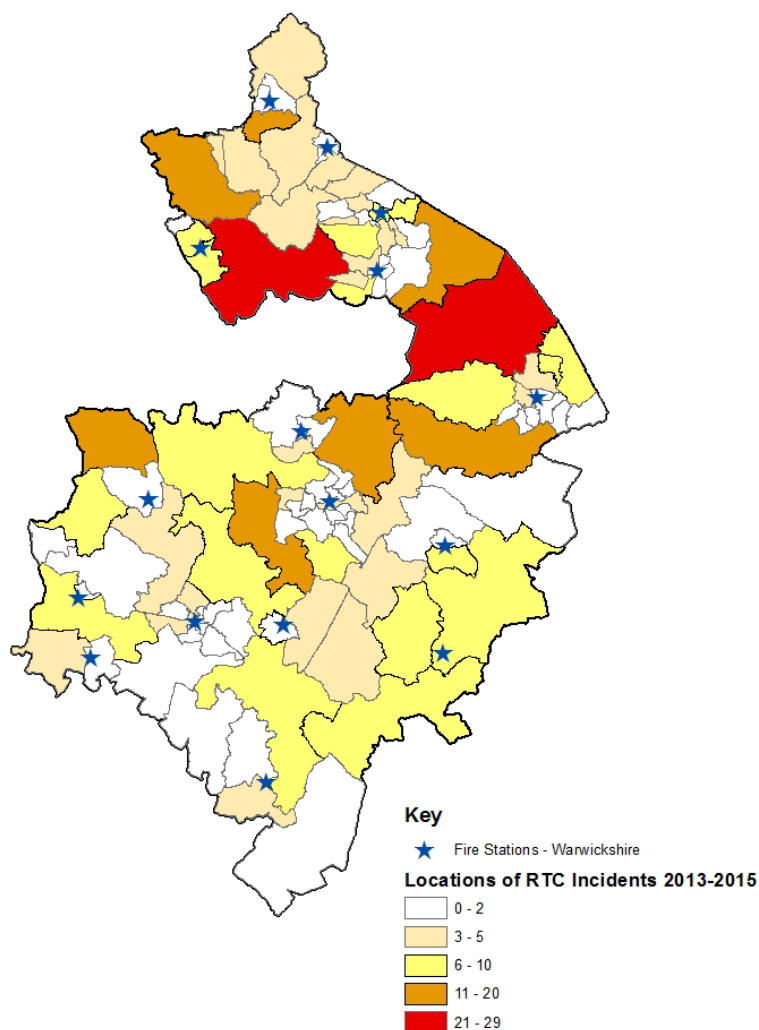 Key
Fire Stations - Warwickshire
Locations of RTC Incidents 2013-2015
0 - 2
3 - 5
6 - 10
11 - 20
21 - 29